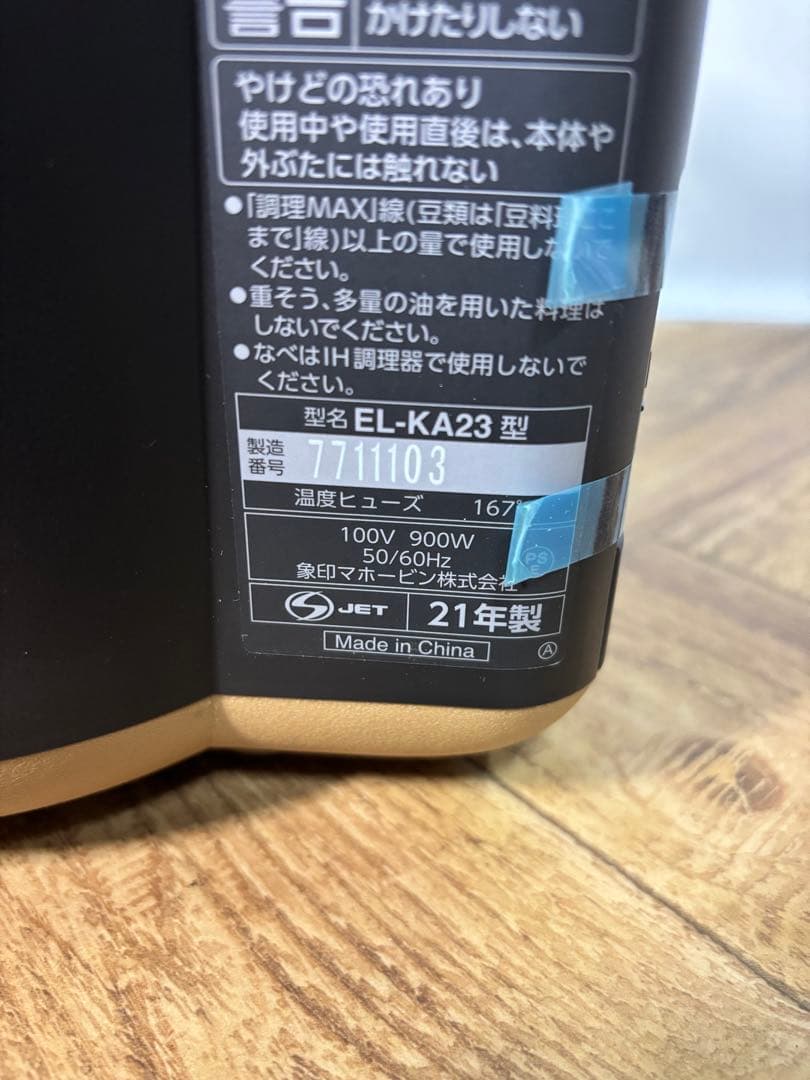 警告 かけたりしない
やけどの恐れあり
使用中や使用直後は、本体や
外ぶたには触れない
●「調理MAX」線(豆類は「豆料理ここ
まで」線)以上の量で使用しないで
ください。
●重そう、多量の油を用いた料理は
しないでください。
●なべはIH調理器で使用しないで
ください。
型名 EL-KA23 型
製造
番号 7711103
温度ヒューズ 167℃
100V 900W
50/60Hz
象印マホービン株式会社
PS
E
JET 21年製
Made in China A